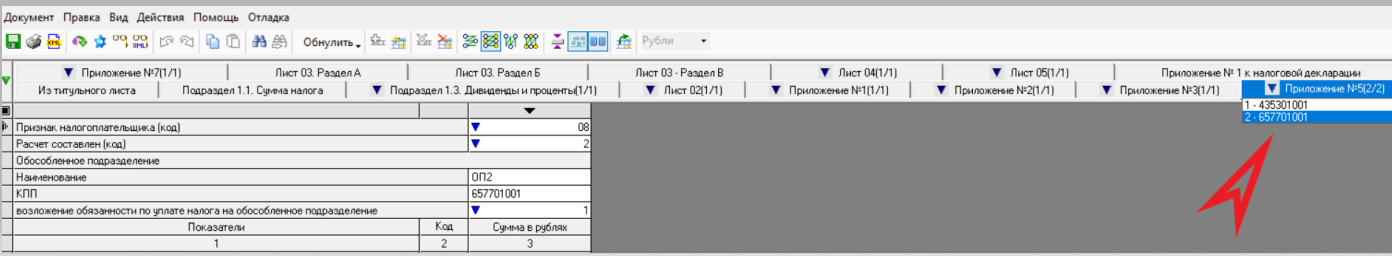 Документ Правка Вид Действия Помощь Отладка
XML XML Обнулить Рубли
Приложение №7(1/1) Лист 03. Раздел А Лист 03. Раздел Б Лист 03 - Раздел В Лист 04(1/1) Лист 05(1/1) Приложение № 1 к налоговой декларации
Из титульного листа Подраздел 1.1. Сумма налога Подраздел 1.3. Дивиденды и проценты(1/1) Лист 02(1/1) Приложение №1(1/1) Приложение №2(1/1) Приложение №3(1/1) Приложение №5(2/2)
1 - 435301001
2 - 657701001
Признак налогоплательщика (код) 08
Расчет составлен (код) 2
Обособленное подразделение
Наименование ОП2
КПП 657701001
возложение обязанности по уплате налога на обособленное подразделение 1
Показатели Код Сумма в рублях
1 2 3